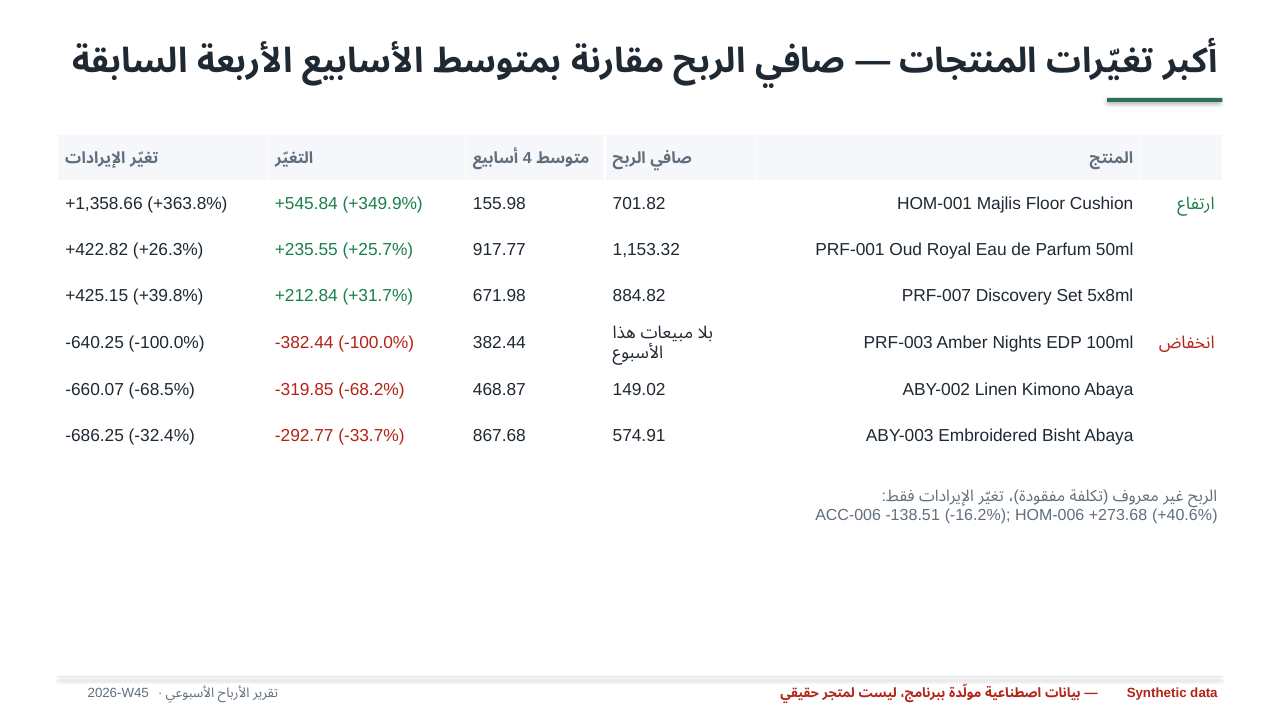 أكبر تغيّرات المنتجات — صافي الربح مقارنة بمتوسط الأسابيع الأربعة السابقة
المنتج صافي الربح متوسط 4 أسابيع التغيّر تغيّر الإيرادات
ارتفاع HOM-001 Majlis Floor Cushion 701.82 155.98 +545.84 (+349.9%) +1,358.66 (+363.8%)
PRF-001 Oud Royal Eau de Parfum 50ml 1,153.32 917.77 +235.55 (+25.7%) +422.82 (+26.3%)
PRF-007 Discovery Set 5x8ml 884.82 671.98 +212.84 (+31.7%) +425.15 (+39.8%)
انخفاض PRF-003 Amber Nights EDP 100ml بلا مبيعات هذا الأسبوع 382.44 -382.44 (-100.0%) -640.25 (-100.0%)
ABY-002 Linen Kimono Abaya 149.02 468.87 -319.85 (-68.2%) -660.07 (-68.5%)
ABY-003 Embroidered Bisht Abaya 574.91 867.68 -292.77 (-33.7%) -686.25 (-32.4%)
الربح غير معروف (تكلفة مفقودة)، تغيّر الإيرادات فقط:
ACC-006 -138.51 (-16.2%); HOM-006 +273.68 (+40.6%)
Synthetic data — بيانات اصطناعية مولّدة ببرنامج، ليست لمتجر حقيقي
تقرير الأرباح الأسبوعي · 2026-W45